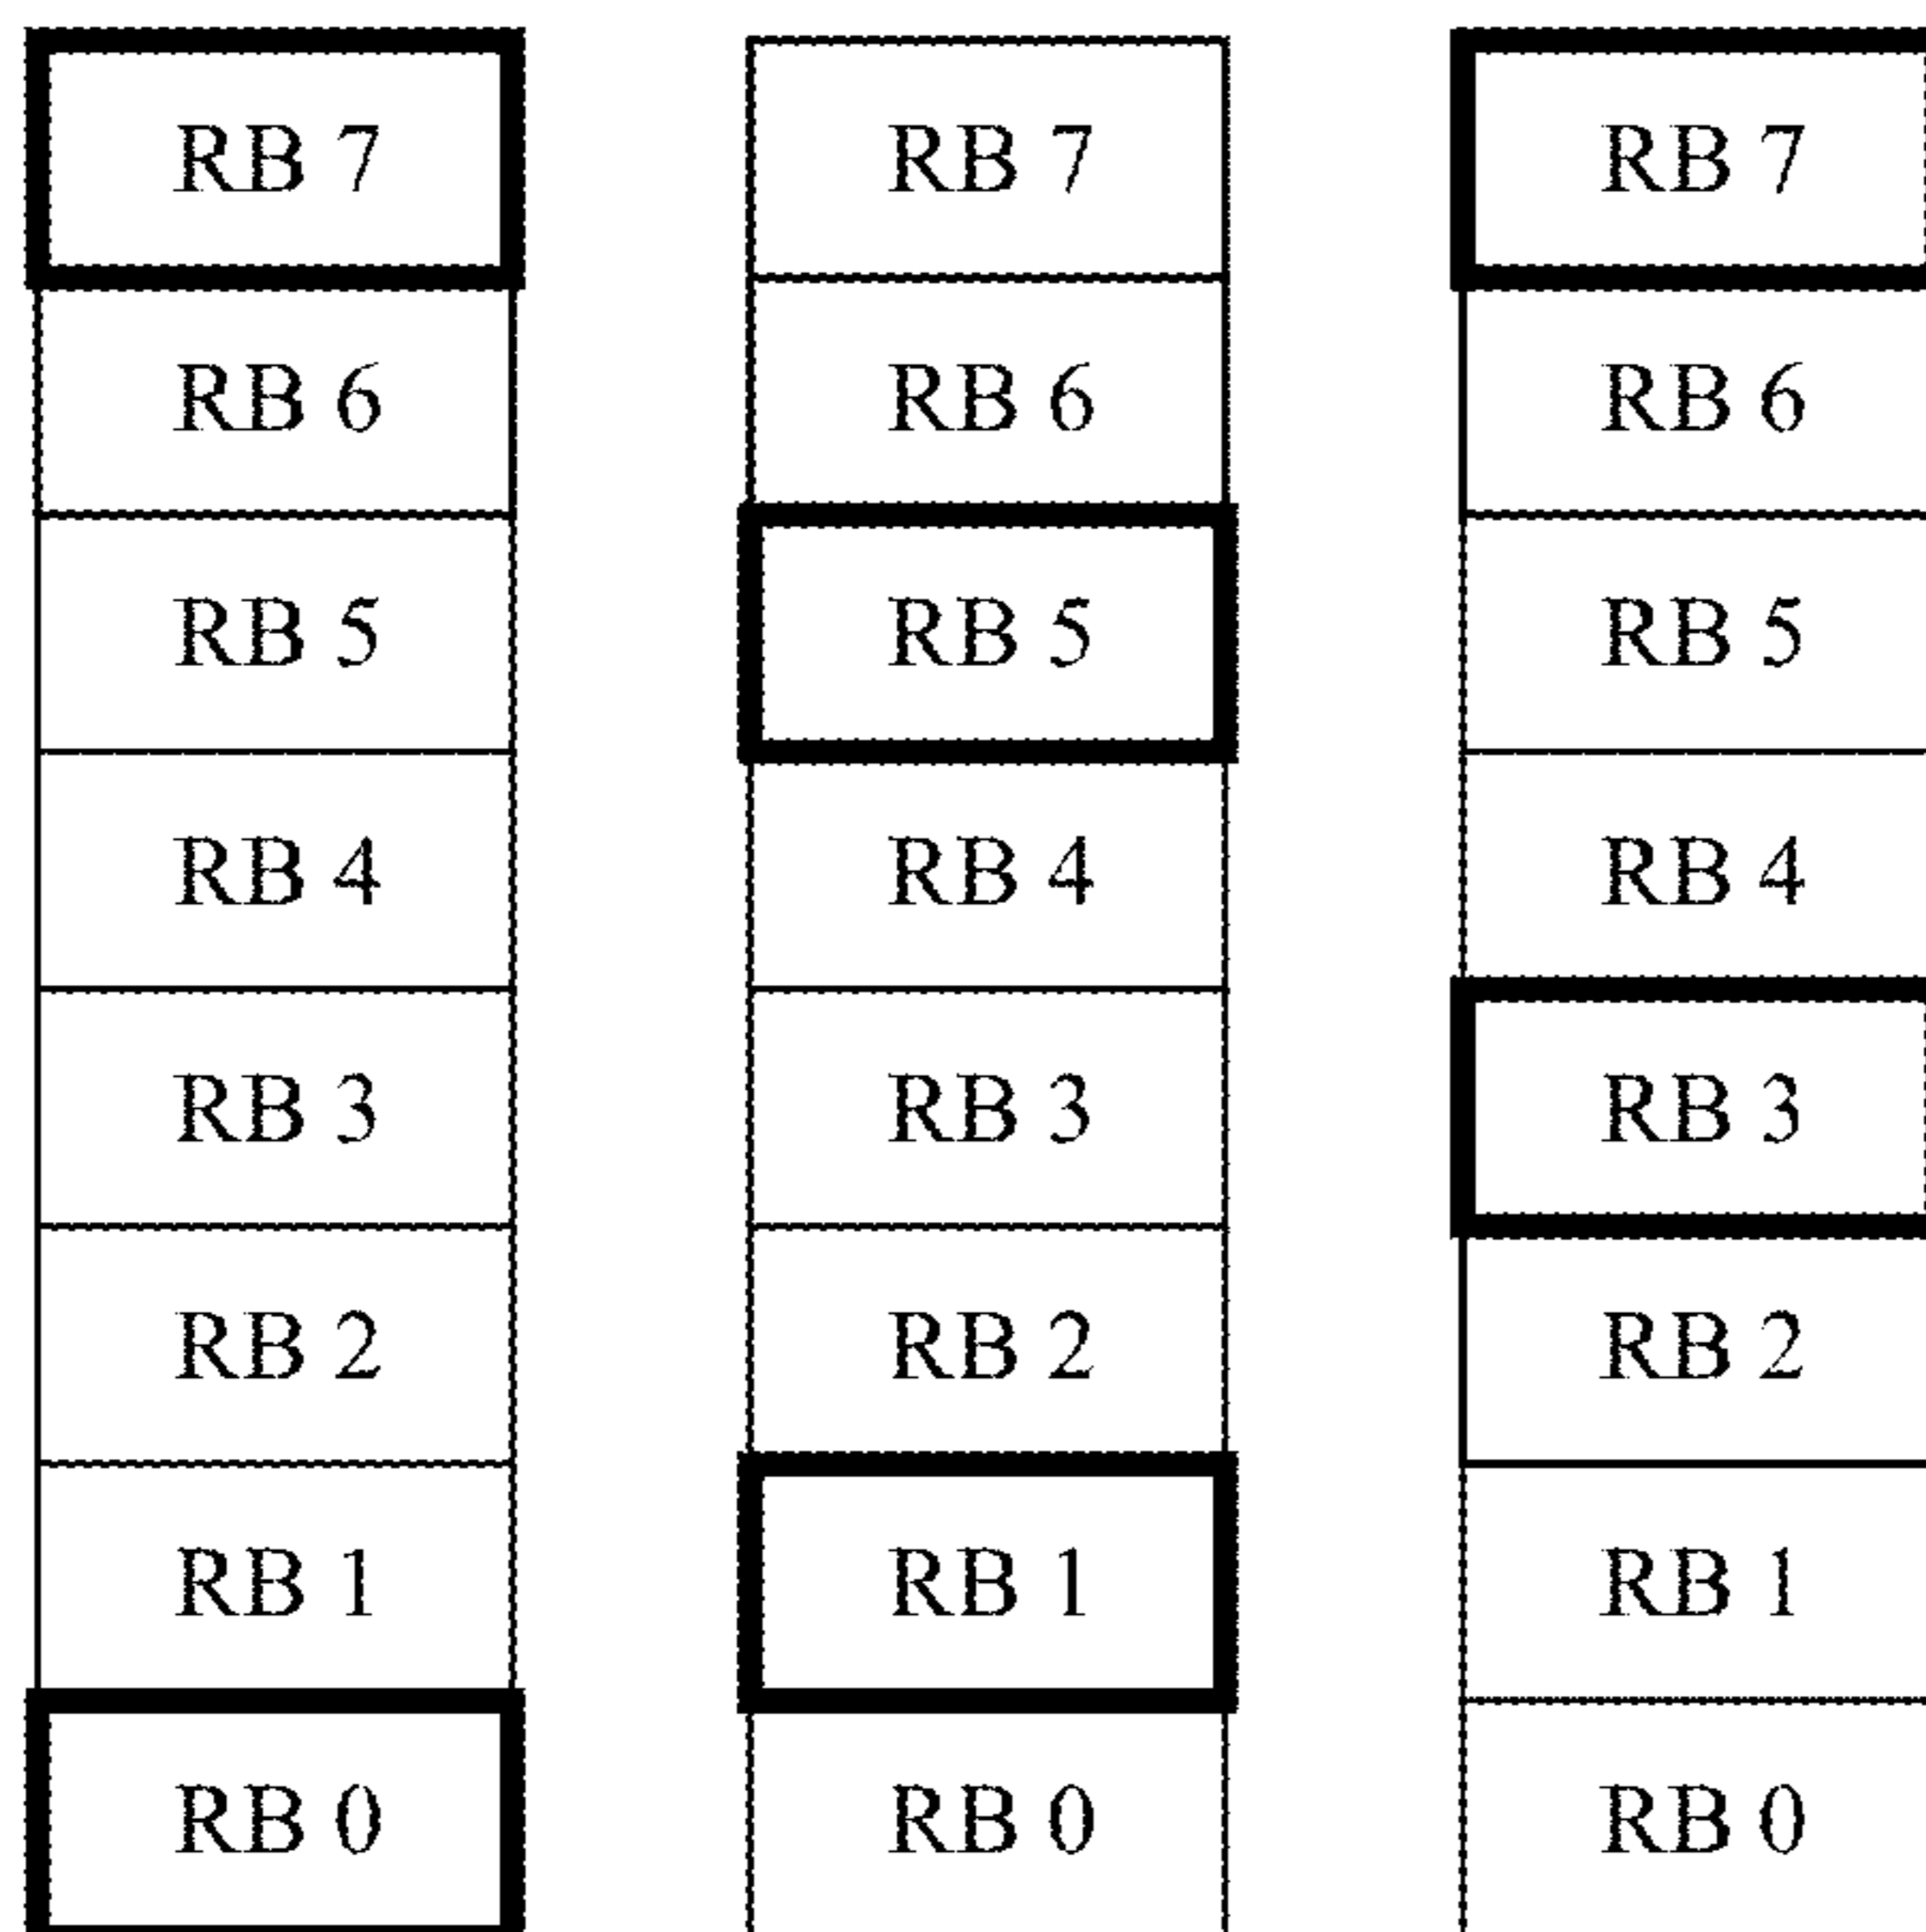 RB 7 RB 7 RB 7
RB 6 RB 6 RB 6
RB 5 RB 5 RB 5
RB 4 RB 4 RB 4
RB 3 RB 3 RB 3
RB 2 RB 2 RB 2
RB 1 RB 1 RB 1
RB 0 RB 0 RB 0